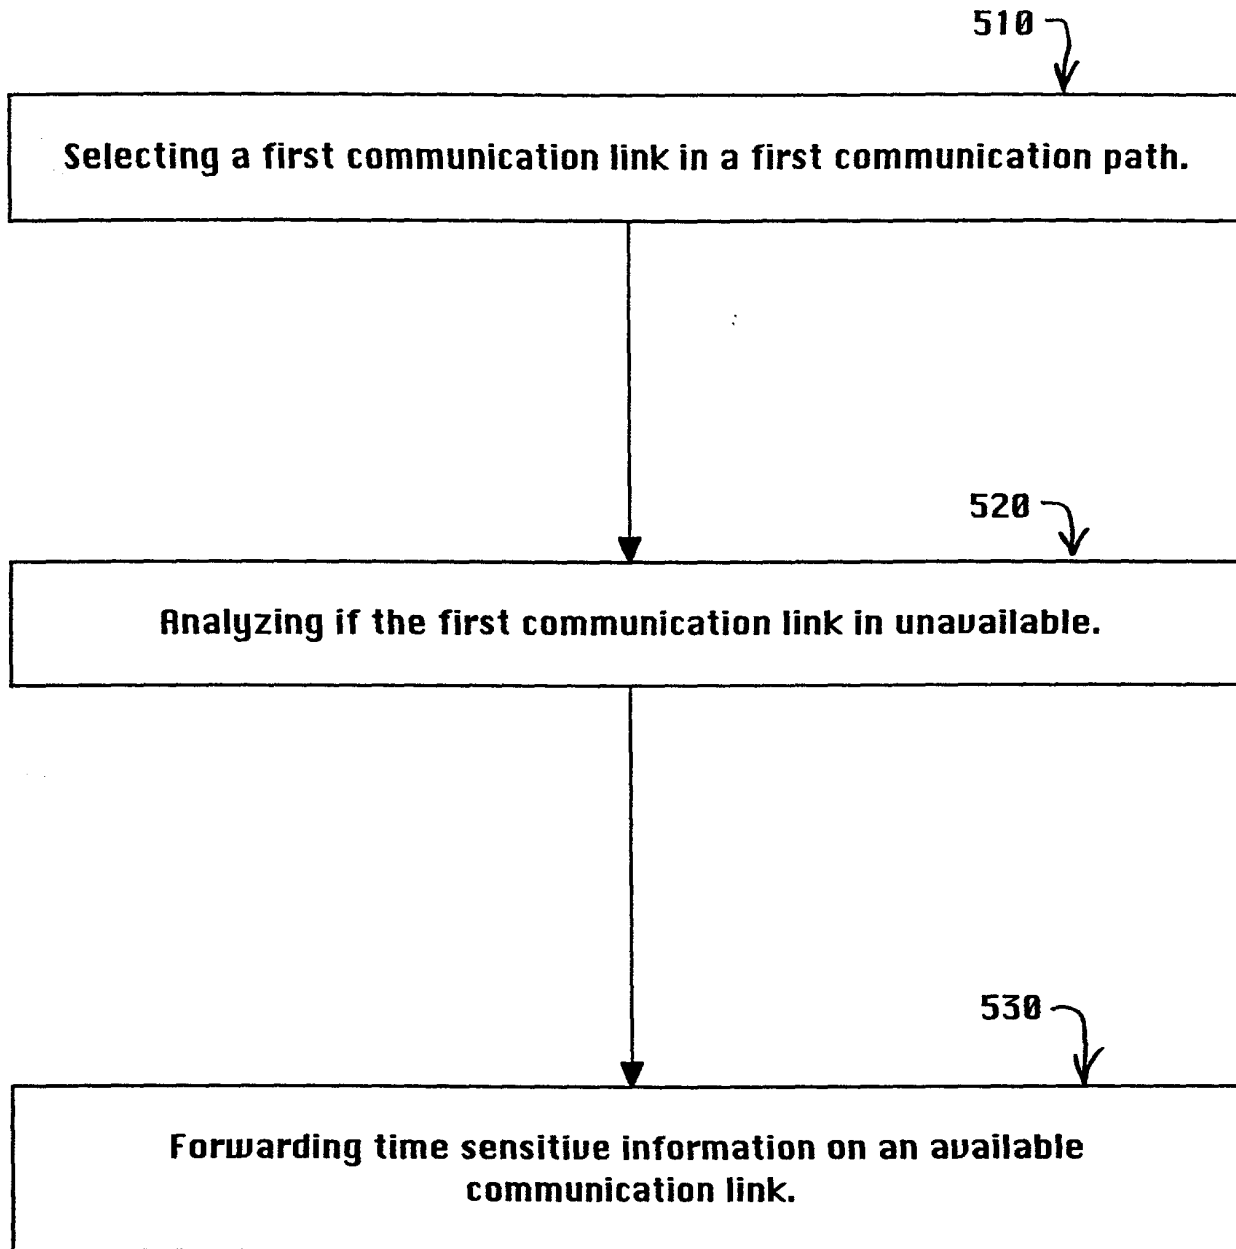 510
Selecting a first communication link in a first communication path.
520
Analyzing if the first communication link in unavailable.
530
Forwarding time sensitive information on an available
communication link.